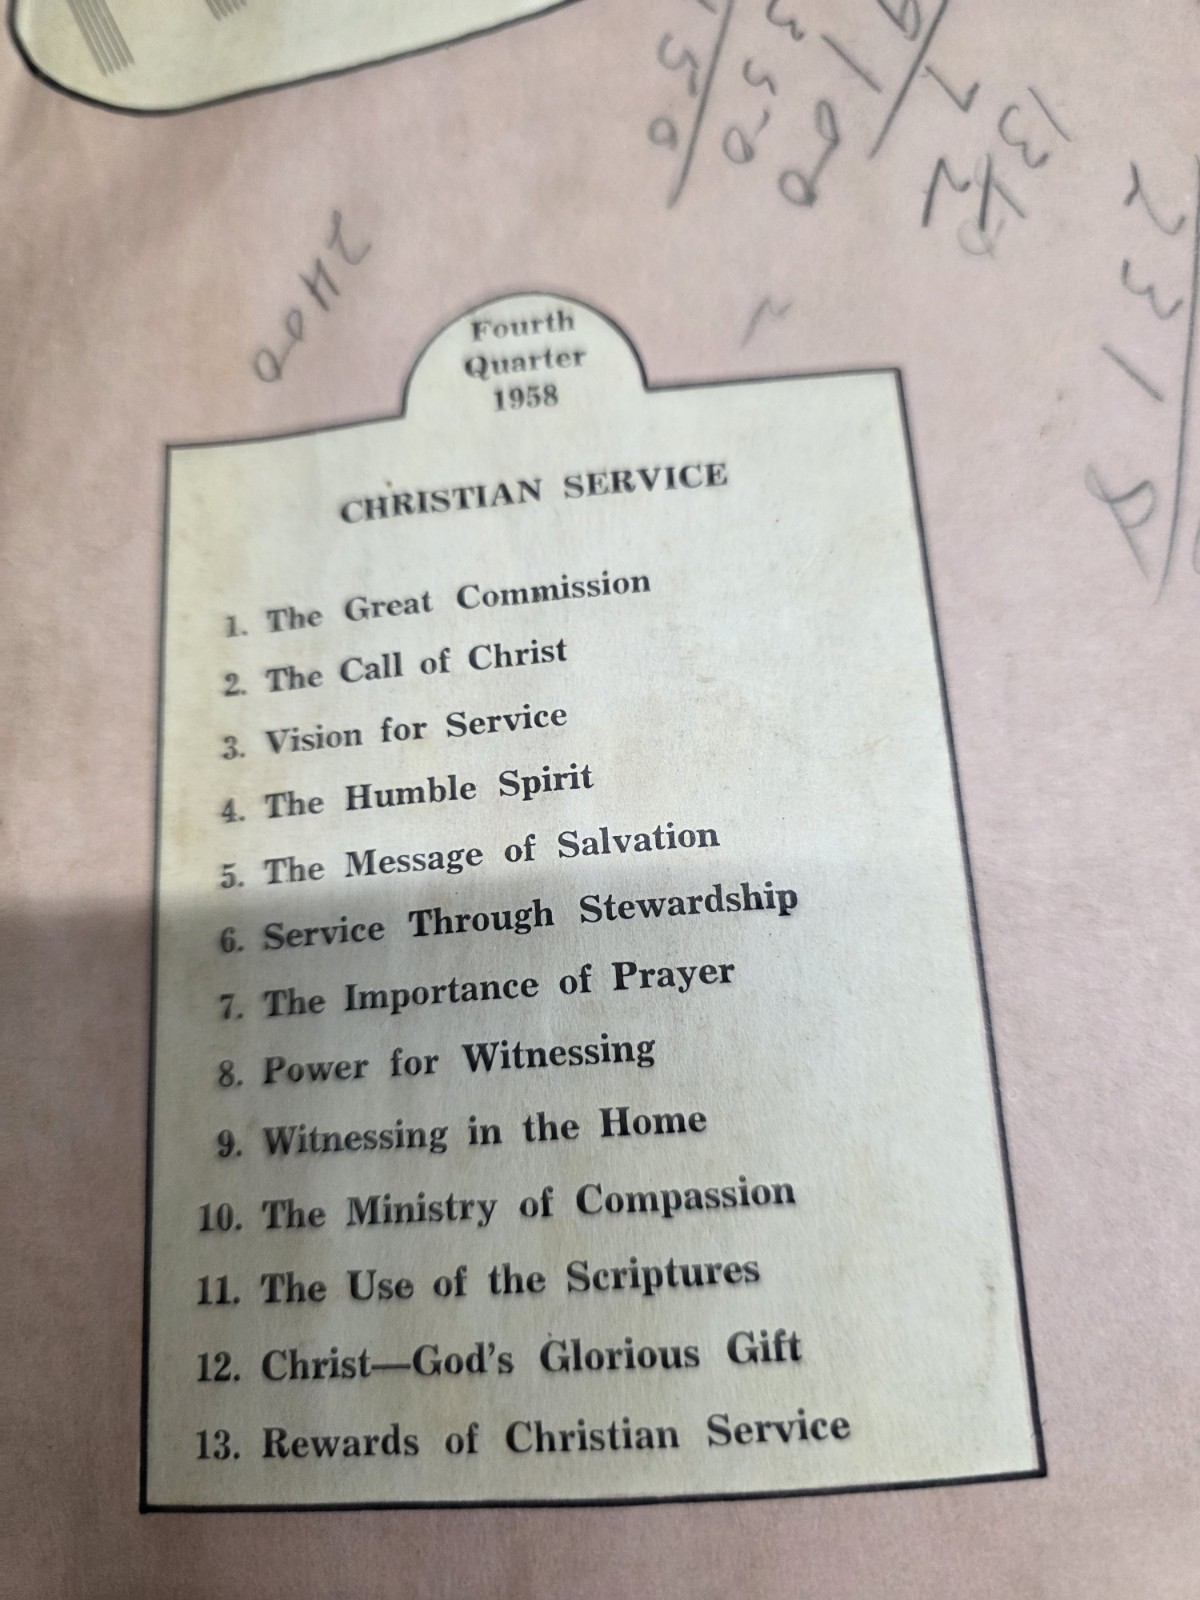 Fourth
Quarter
1958
CHRISTIAN SERVICE
1. The Great Commission
2. The Call of Christ
3. Vision for Service
4. The Humble Spirit
5. The Message of Salvation
6. Service Through Stewardship
7. The Importance of Prayer
8. Power for Witnessing
9. Witnessing in the Home
10. The Ministry of Compassion
11. The Use of the Scriptures
12. Christ—God's Glorious Gift
13. Rewards of Christian Service